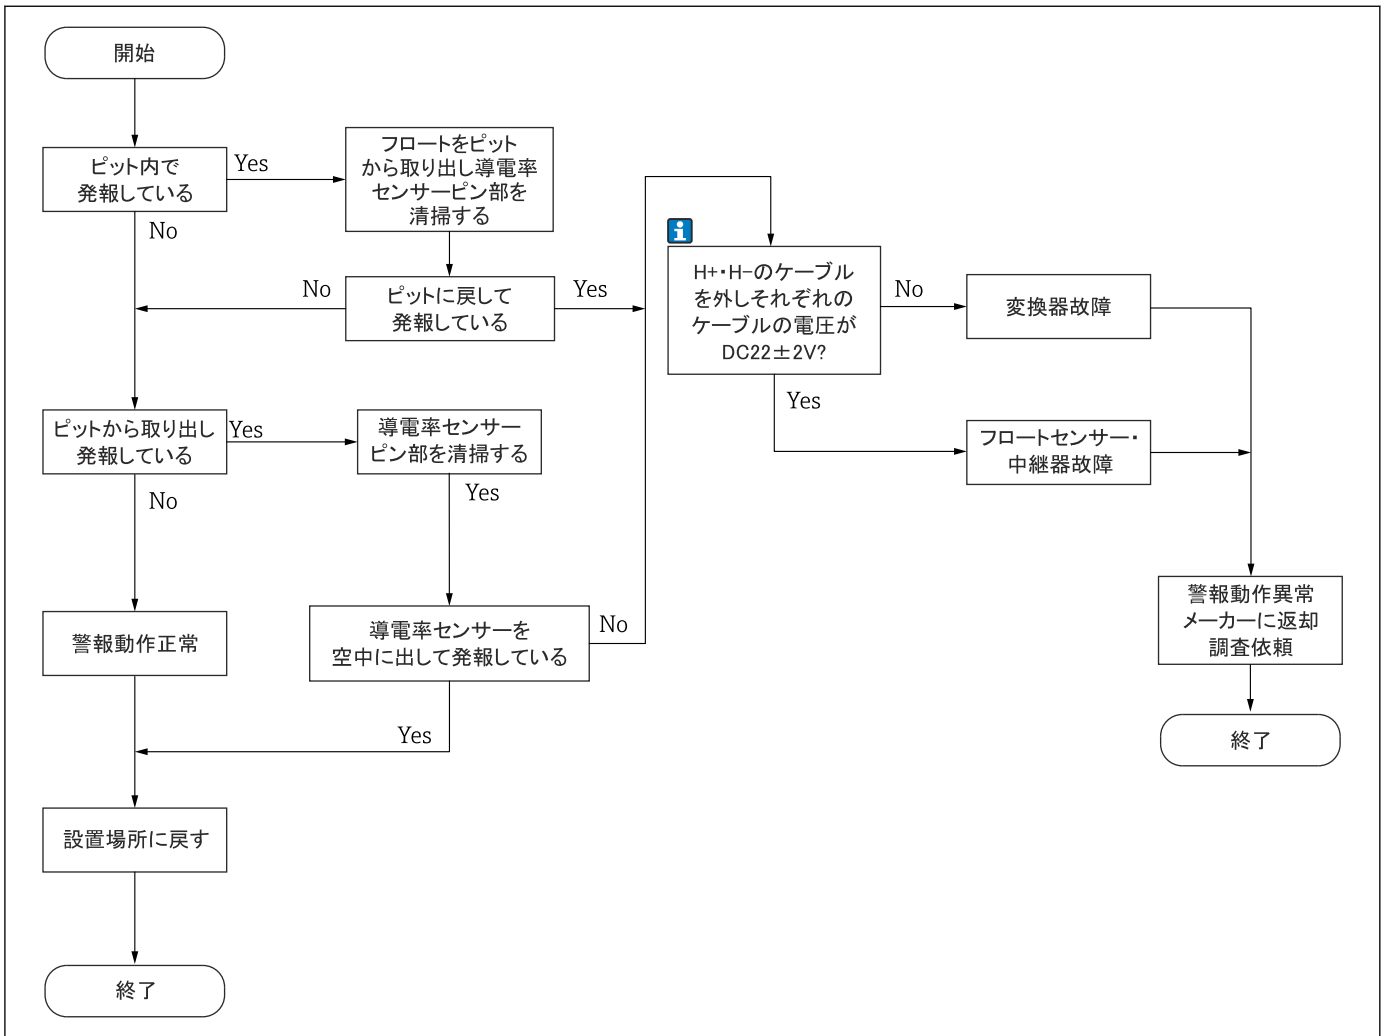 開始
ピット内で
発報している
Yes
No
フロートをピット
から取り出し導電率
センサーピン部を
清掃する
ピットに戻して
発報している
No
Yes
H+・H-のケーブル
を外しそれぞれの
ケーブルの電圧が
DC22±2V?
No
Yes
変換器故障
フロートセンサー・
中継器故障
ピットから取り出し
発報している
Yes
No
導電率センサー
ピン部を清掃する
Yes
導電率センサーを
空中に出して発報している
No
Yes
警報動作正常
警報動作異常
メーカーに返却
調査依頼
終了
設置場所に戻す
終了